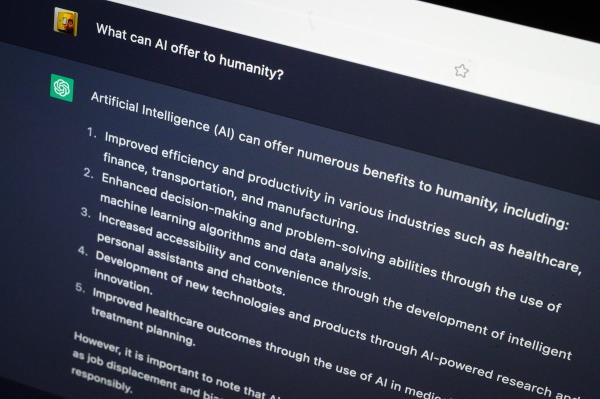 What can AI offer to humanity?
Artificial Intelligence (AI) can offer numerous benefits to humanity, including:
1. Improved efficiency and productivity in various industries such as healthcare,
finance, transportation, and manufacturing.
2. Enhanced decision-making and problem-solving abilities through the use of
machine learning algorithms and data analysis.
3. Increased accessibility and convenience through the development of intelligent
personal assistants and chatbots.
4. Development of new technologies and products through AI-powered research and
innovation.
5. Improved healthcare outcomes through the use of AI in
treatment planning.
However, it is important to note that
as job displacement and
responsibly.